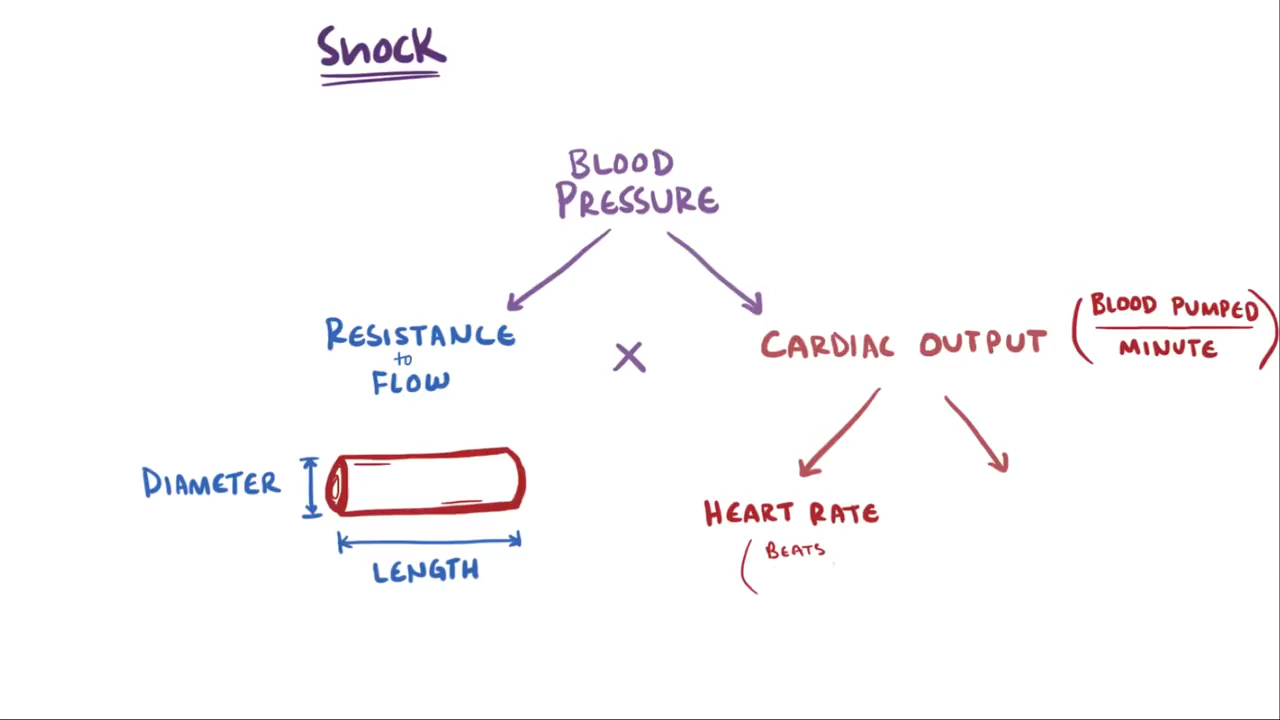 SHOCK
BLOOD
PRESSURE
RESISTANCE
to
FLOW
X
CARDIAC OUTPUT
(BLOOD PUMPED
MINUTE)
DIAMETER
LENGTH
HEART RATE
(BEATS